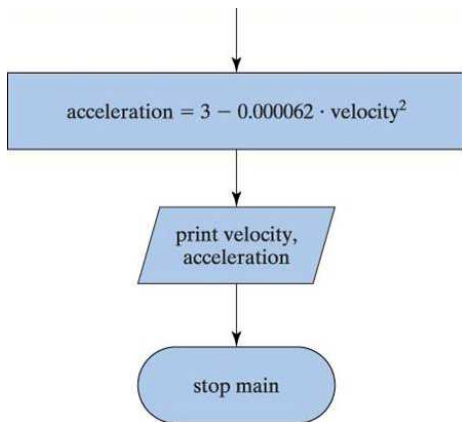 acceleration = 3 − 0.000062 · velocity²
print velocity,
acceleration
stop main